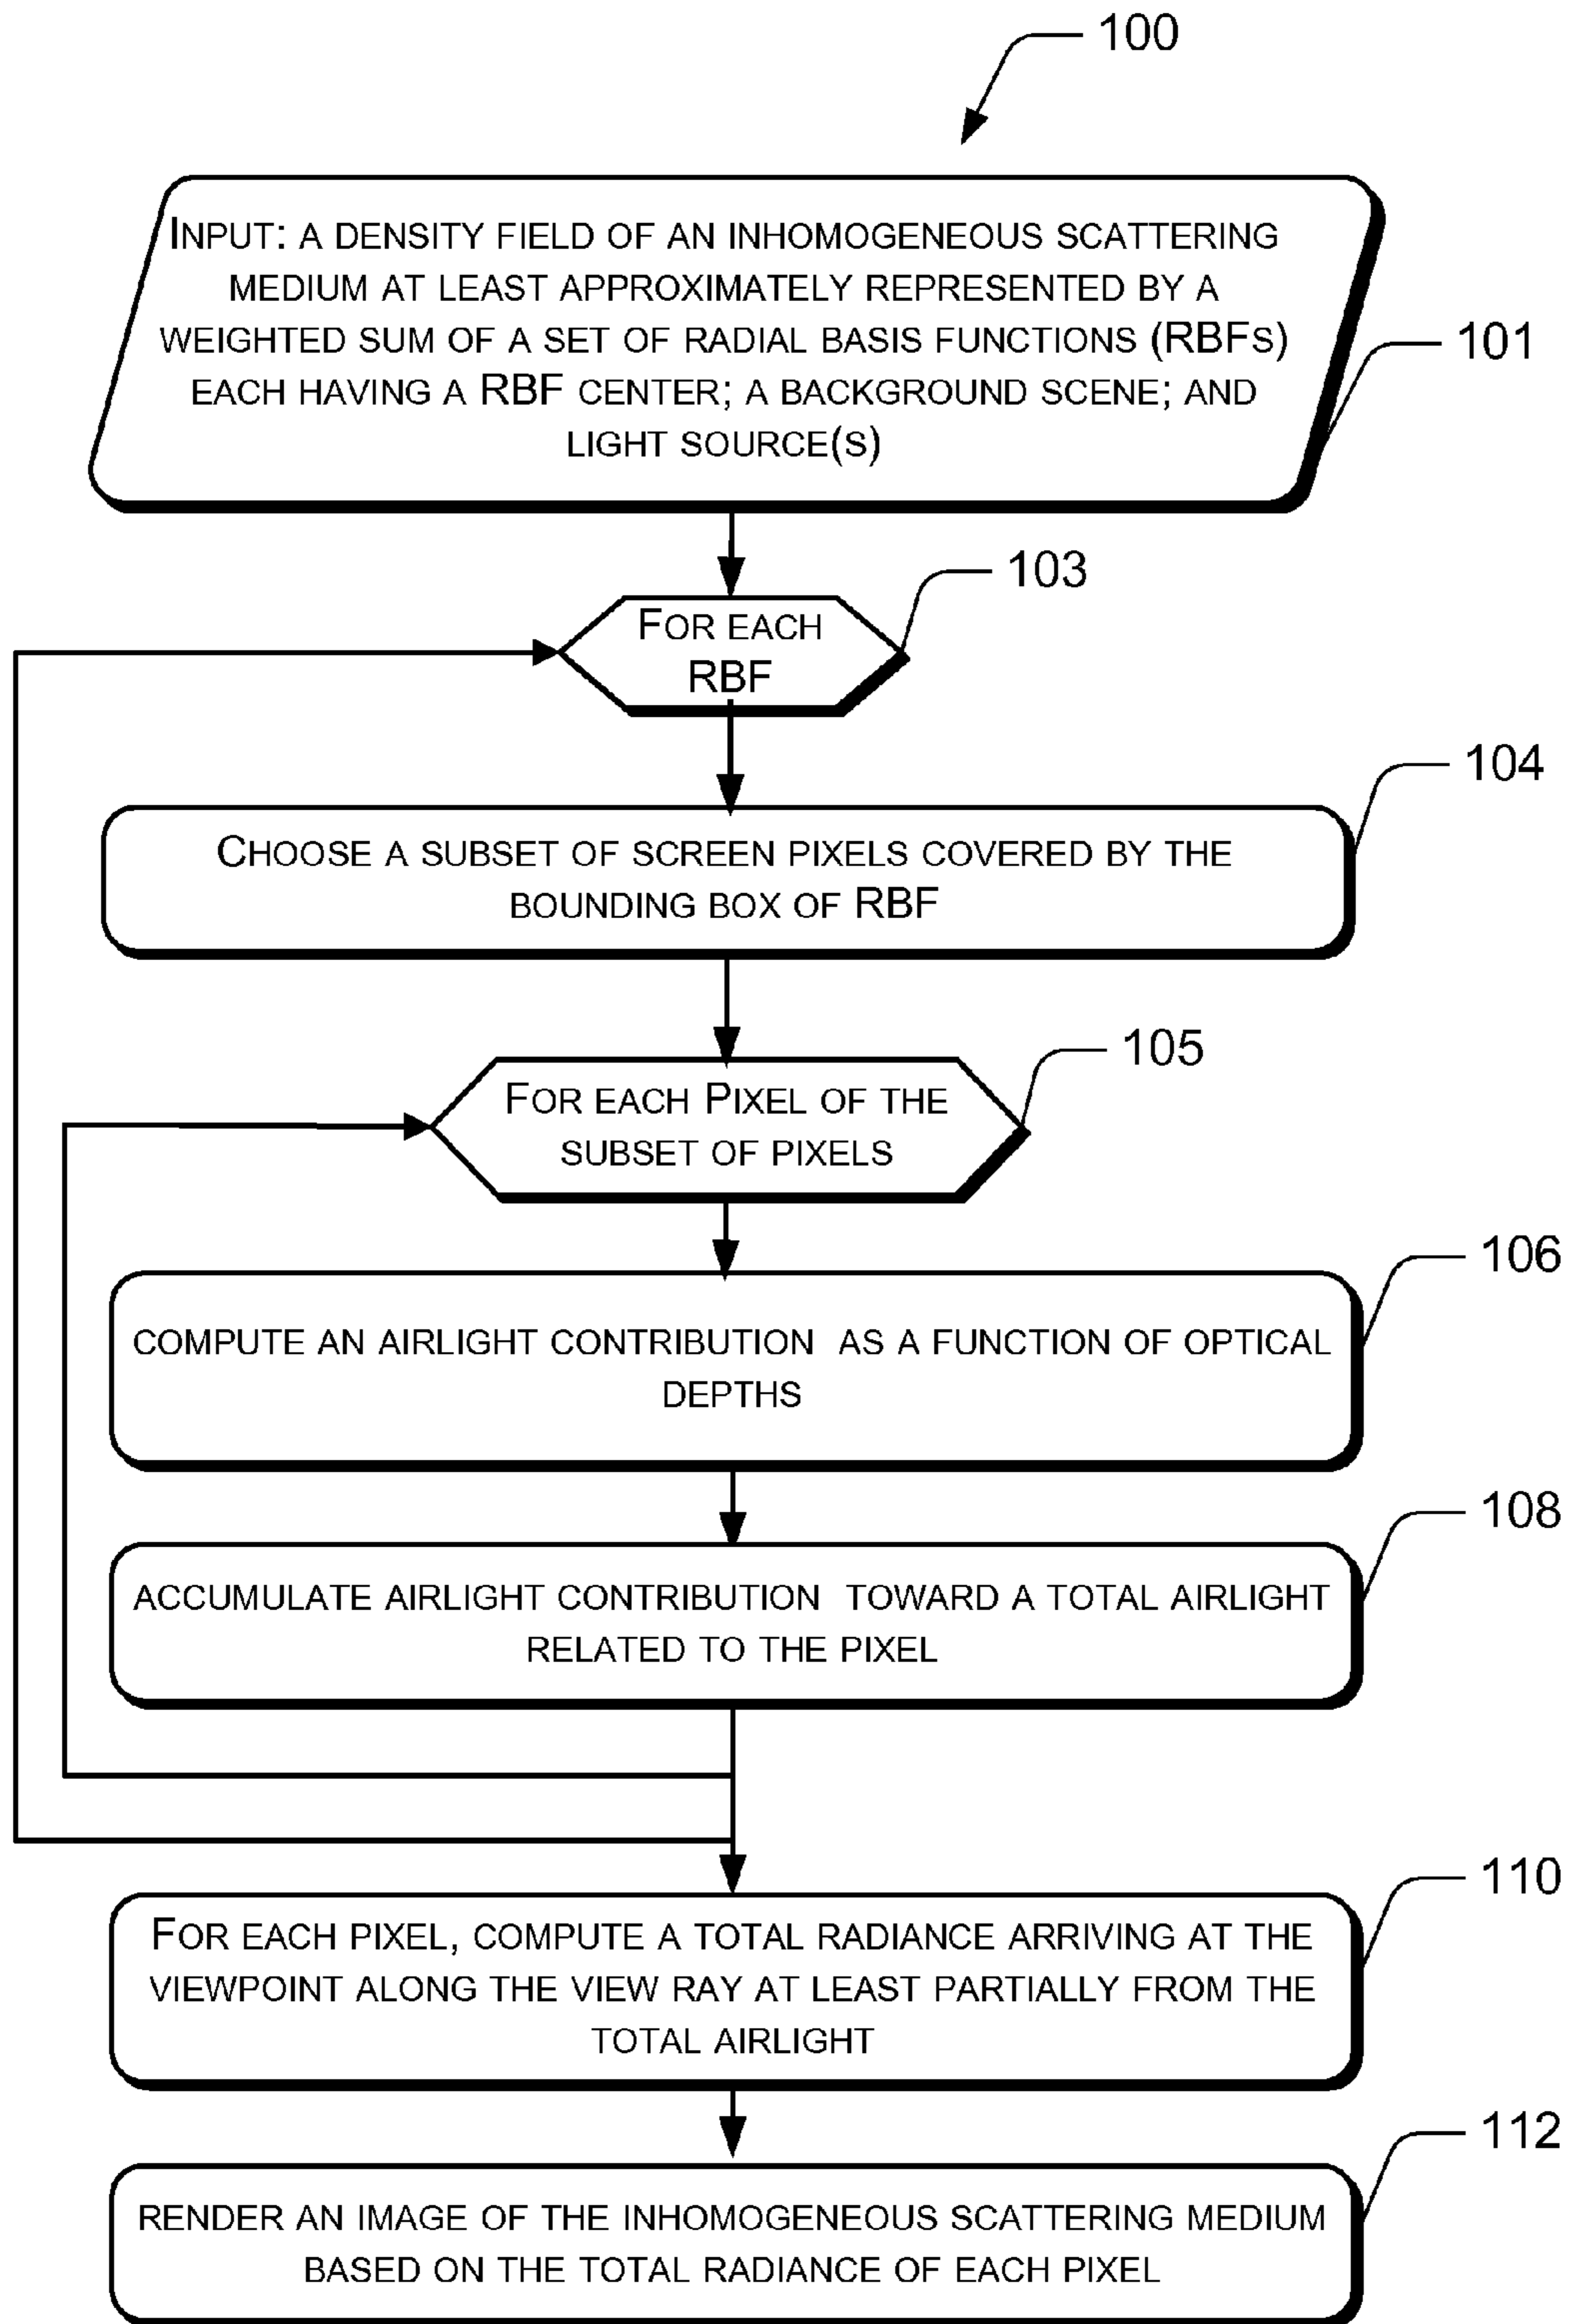 100
INPUT: A DENSITY FIELD OF AN INHOMOGENEOUS SCATTERING
MEDIUM AT LEAST APPROXIMATELY REPRESENTED BY A
WEIGHTED SUM OF A SET OF RADIAL BASIS FUNCTIONS (RBFS)
EACH HAVING A RBF CENTER; A BACKGROUND SCENE; AND
LIGHT SOURCE(S)
101
103
FOR EACH
RBF
104
CHOOSE A SUBSET OF SCREEN PIXELS COVERED BY THE
BOUNDING BOX OF RBF
105
FOR EACH PIXEL OF THE
SUBSET OF PIXELS
106
COMPUTE AN AIRLIGHT CONTRIBUTION AS A FUNCTION OF OPTICAL
DEPTHS
108
ACCUMULATE AIRLIGHT CONTRIBUTION TOWARD A TOTAL AIRLIGHT
RELATED TO THE PIXEL
110
FOR EACH PIXEL, COMPUTE A TOTAL RADIANCE ARRIVING AT THE
VIEWPOINT ALONG THE VIEW RAY AT LEAST PARTIALLY FROM THE
TOTAL AIRLIGHT
112
RENDER AN IMAGE OF THE INHOMOGENEOUS SCATTERING MEDIUM
BASED ON THE TOTAL RADIANCE OF EACH PIXEL